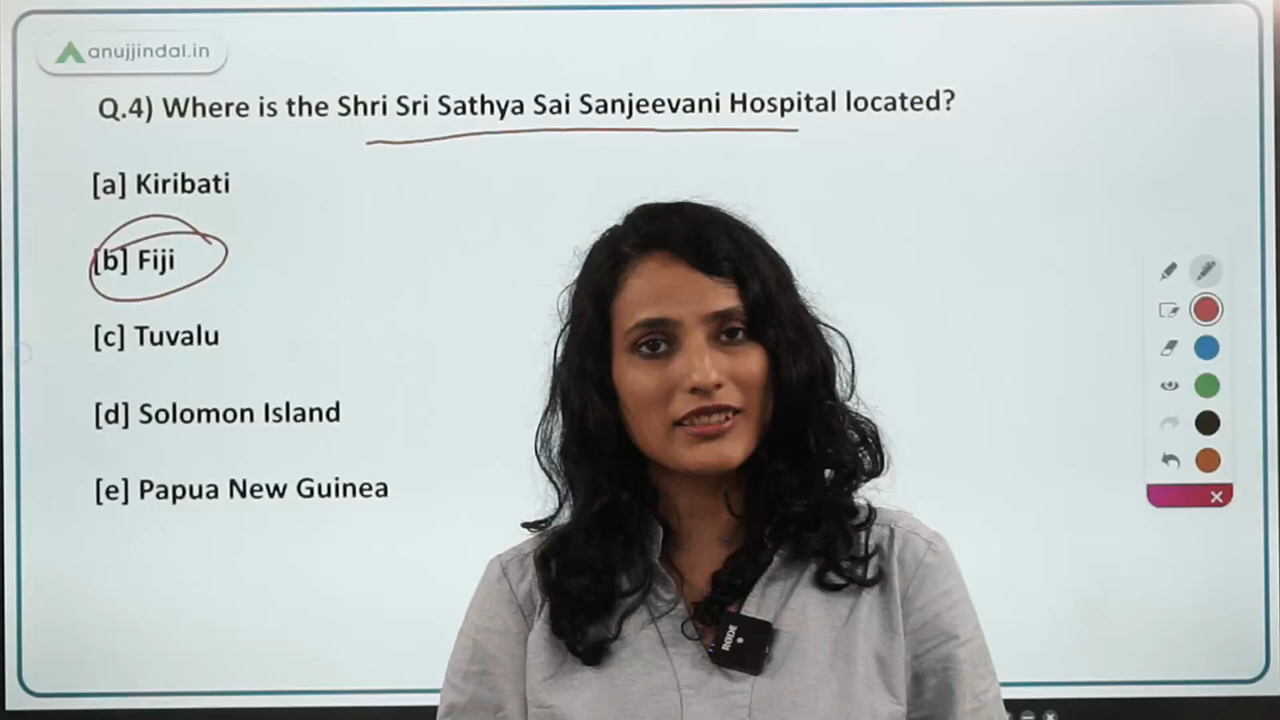 anujjindal.in
Q.4) Where is the Shri Sri Sathya Sai Sanjeevani Hospital located?
[a] Kiribati
[b] Fiji
[c] Tuvalu
[d] Solomon Island
[e] Papua New Guinea
RØDE